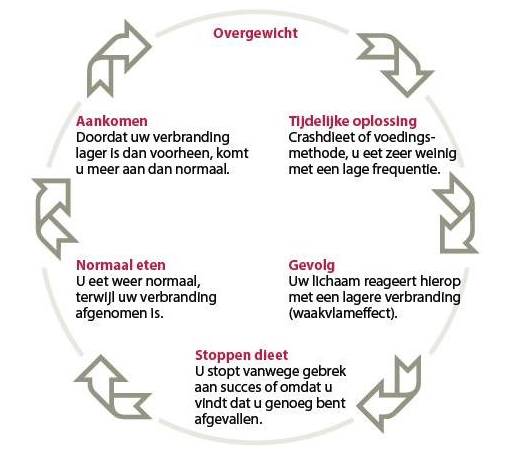 Overgewicht
Tijdelijke oplossing
Crashdieet of voedings-
methode, u eet zeer weinig
met een lage frequentie.
Gevolg
Uw lichaam reageert hierop
met een lagere verbranding
(waakvlameffect).
Stoppen dieet
U stopt vanwege gebrek
aan succes of omdat u
vindt dat u genoeg bent
afgevallen.
Normaal eten
U eet weer normaal,
terwijl uw verbranding
afgenomen is.
Aankomen
Doordat uw verbranding
lager is dan voorheen, komt
u meer aan dan normaal.